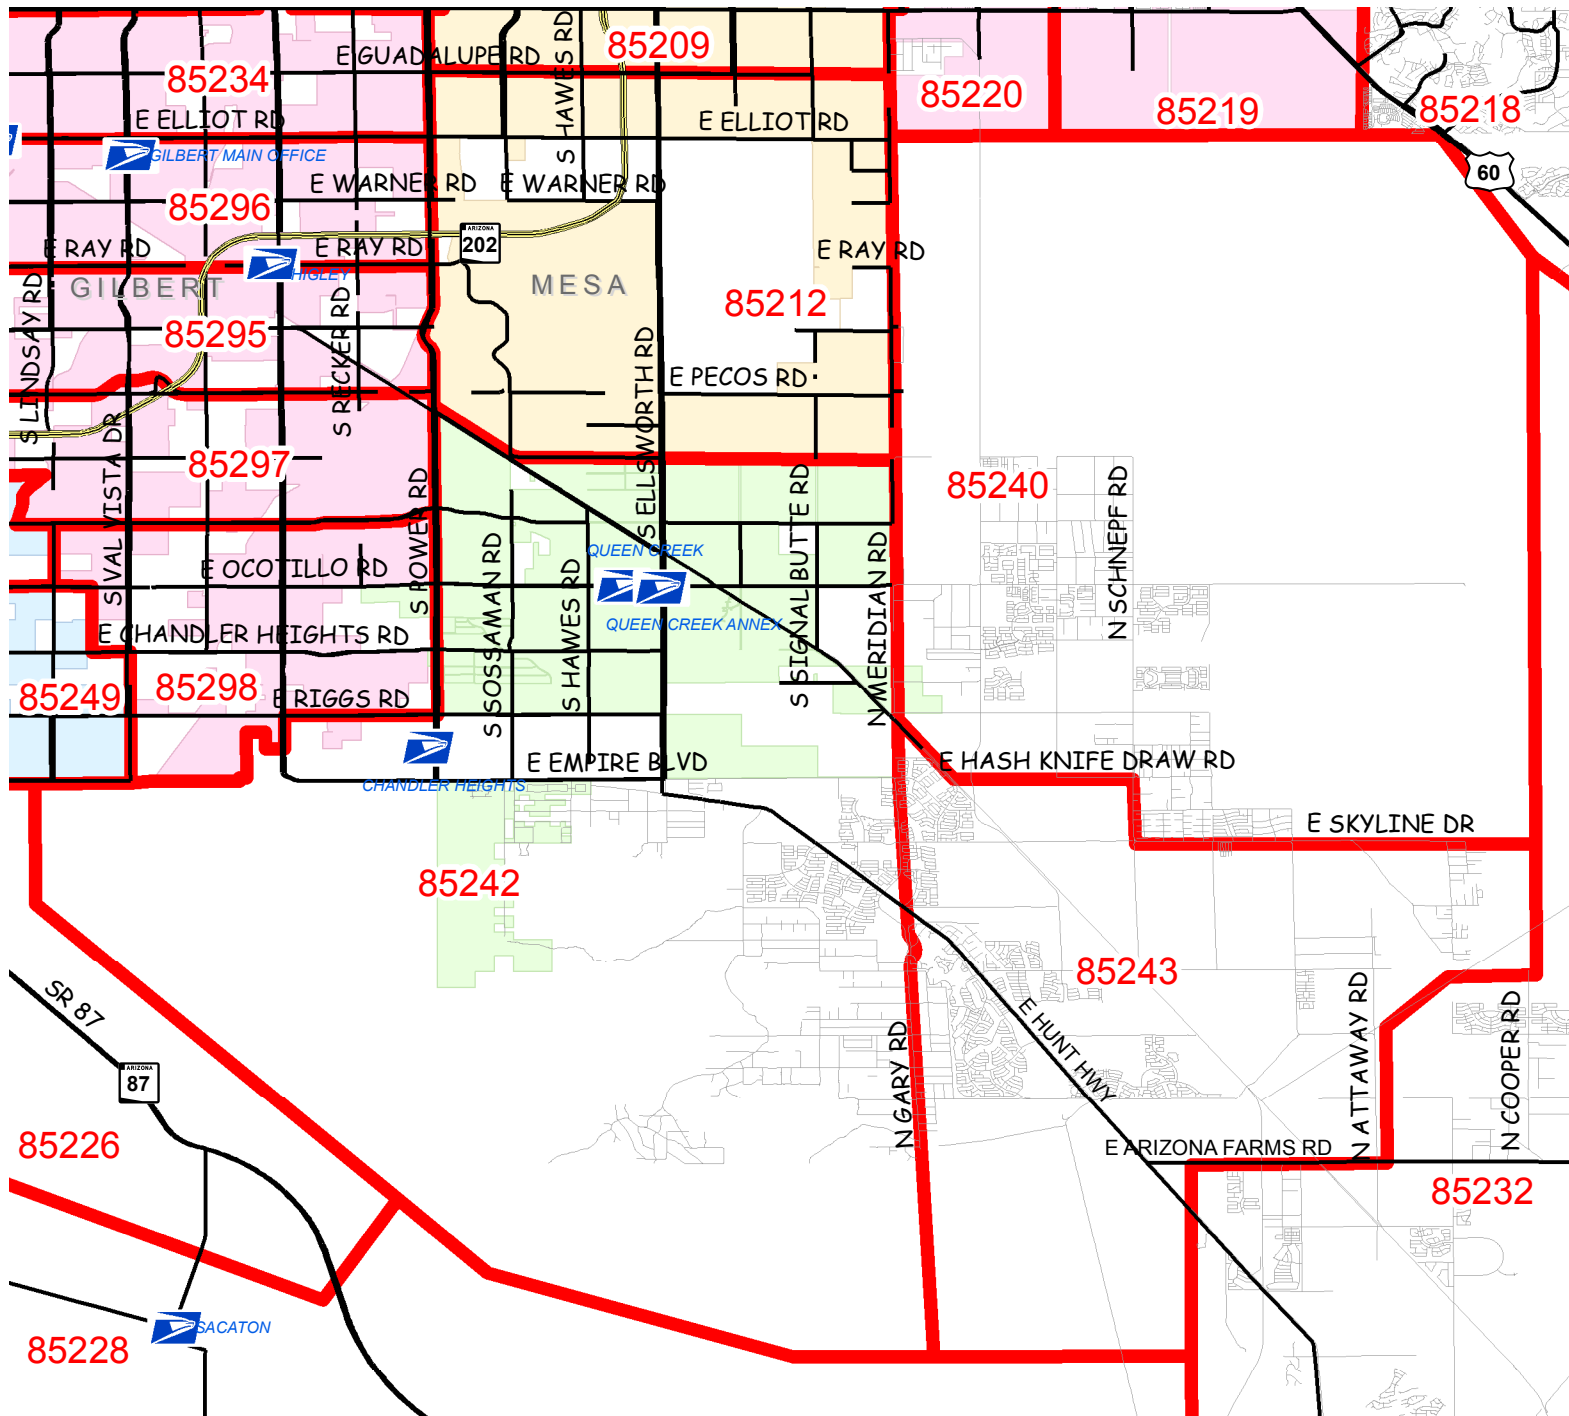 85209
S HAWES RD
E GUADALUPE RD
85234
85220
85219
85218
E ELLIOT RD
E ELLIOT RD
GILBERT MAIN OFFICE
60
E WARNER RD
E WARNER RD
85296
ARIZONA
202
E RAY RD
E RAY RD
E RAY RD
HIGLEY
GILBERT
MESA
85212
S LINDSAY RD
85295
S RECKER RD
S ELLSWORTH RD
E PECOS RD
S VAL VISTA DR
85297
S POWER RD
85240
S SIGNAL BUTTE RD
N SCHNEPF RD
QUEEN CREEK
E OCOTILLO RD
S SOSSAMAN RD
S HAWES RD
N MERIDIAN RD
QUEEN CREEK ANNEX
E CHANDLER HEIGHTS RD
85249
85298
E RIGGS RD
E EMPIRE BLVD
E HASH KNIFE DRAW RD
CHANDLER HEIGHTS
E SKYLINE DR
85242
85243
SR 87
N GARY RD
E HUNT HWY
N ATTAWAY RD
N COOPER RD
ARIZONA
87
85226
E ARIZONA FARMS RD
85232
SACATON
85228